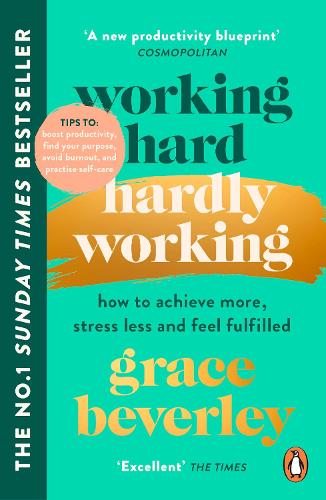 'A new productivity blueprint'
COSMOPOLITAN
THE NO.1 SUNDAY TIMES BESTSELLER
working
hard
TIPS TO:
boost productivity,
find your purpose,
avoid burnout, and
practise self-care
hardly
working
how to achieve more,
stress less and feel fulfilled
grace
beverley
'Excellent' THE TIMES